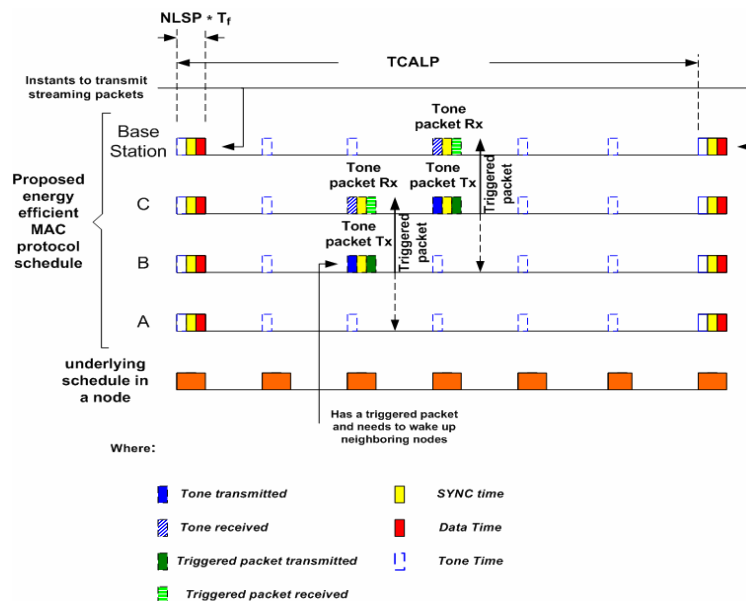 NLSP * Tf
TCALP
Instants to transmit
streaming packets
Tone
packet Rx
Base
Station
Tone
packet Rx
Tone
packet Tx
Triggered
packet
Proposed
energy
efficient
MAC
protocol
schedule
C
Tone
packet Tx
Triggered
packet
B
A
underlying
schedule in
a node
Has a triggered packet
and needs to wake up
neighboring nodes
Where:
Tone transmitted
SYNC time
Tone received
Data Time
Triggered packet transmitted
Tone Time
Triggered packet received